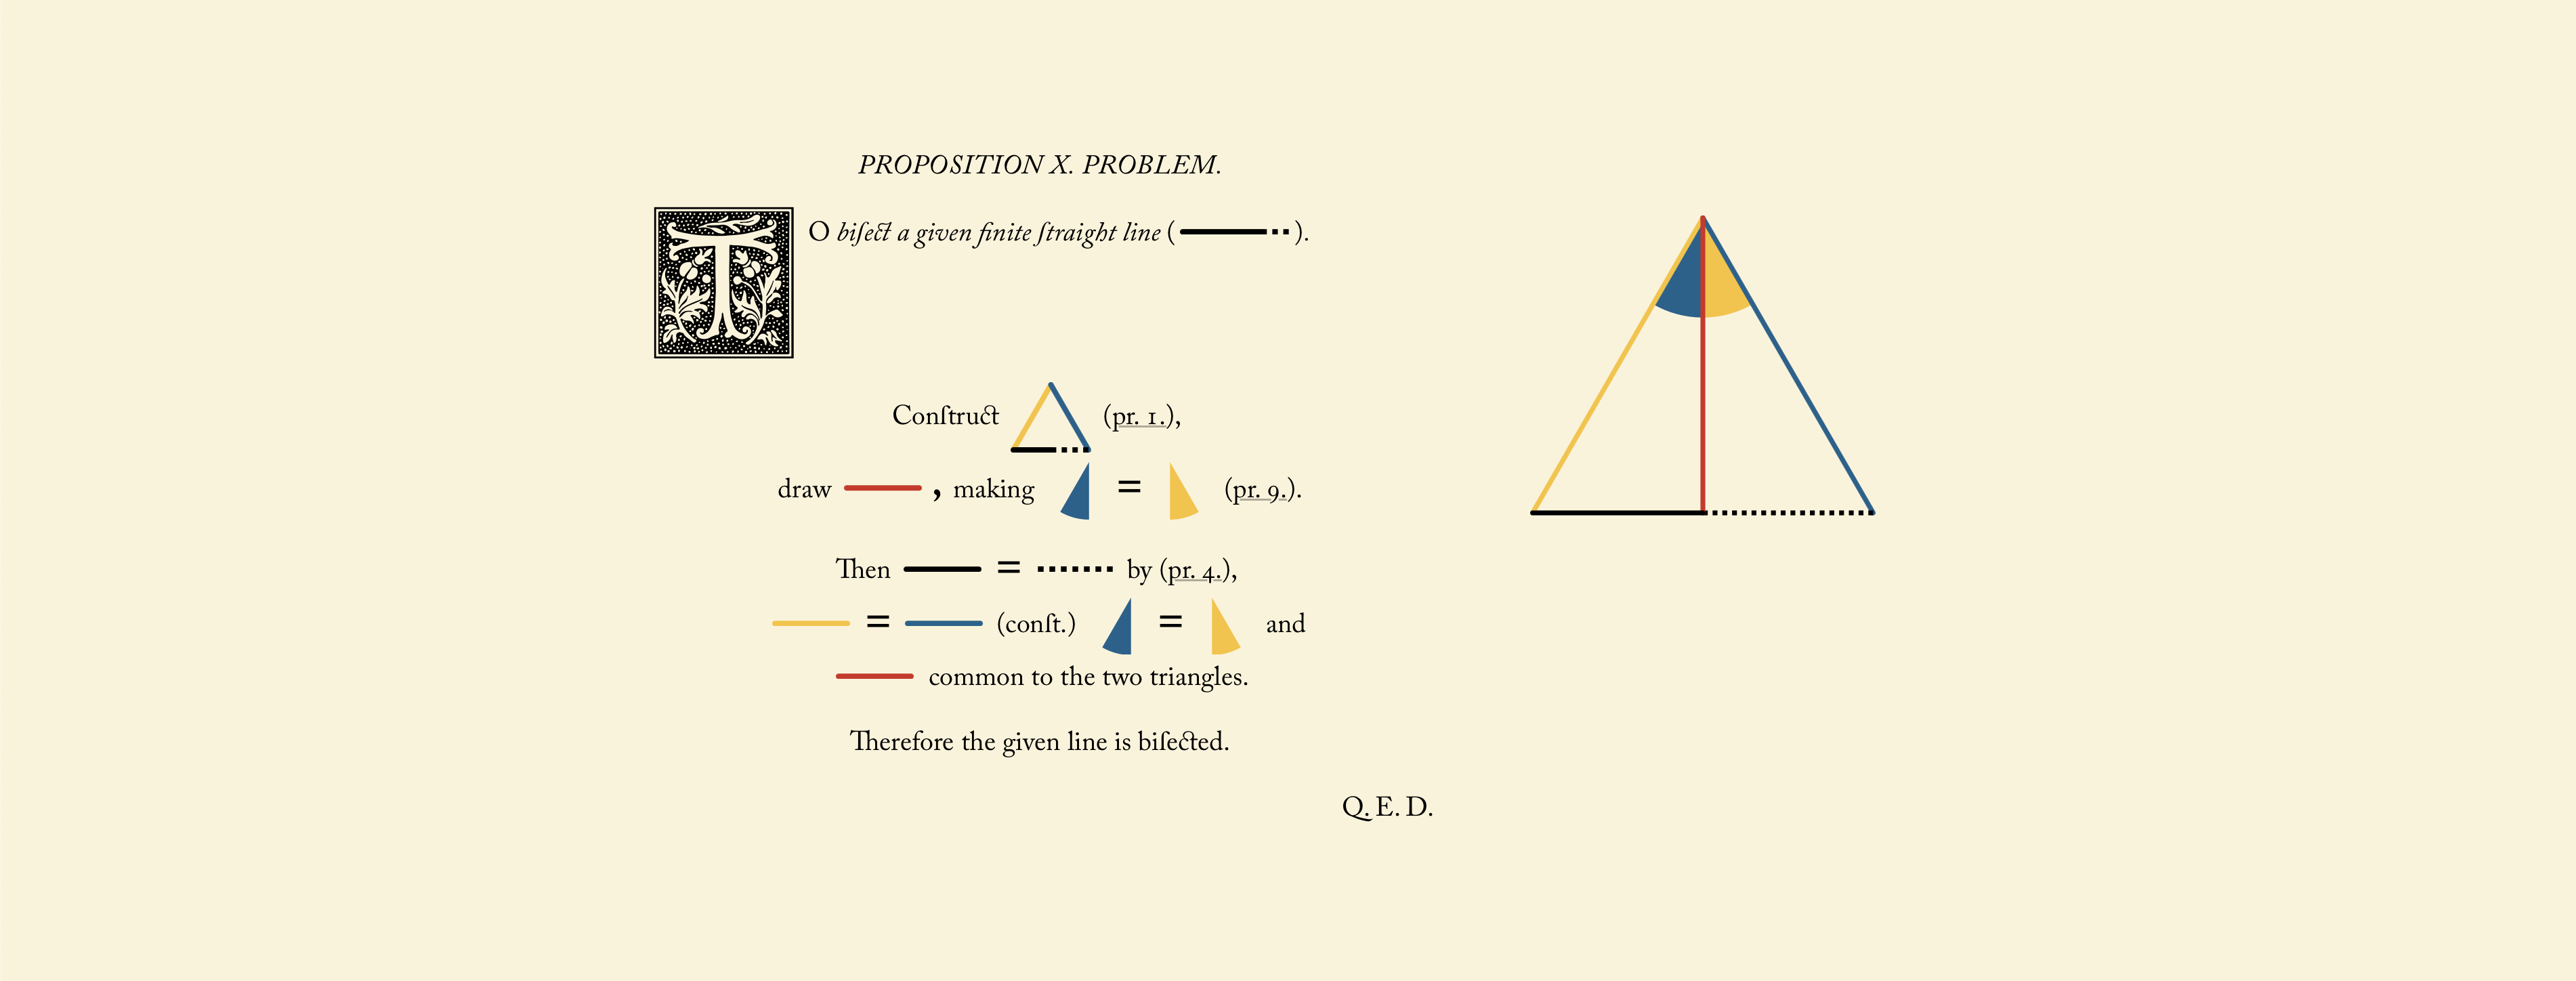 PROPOSITION X. PROBLEM.
TO biſect a given finite ſtraight line ( ).
Conſtruct (pr. 1.),
draw , making = (pr. 9.).
Then = by (pr. 4.),
= (conſt.) = and
common to the two triangles.
Therefore the given line is biſected.
Q. E. D.